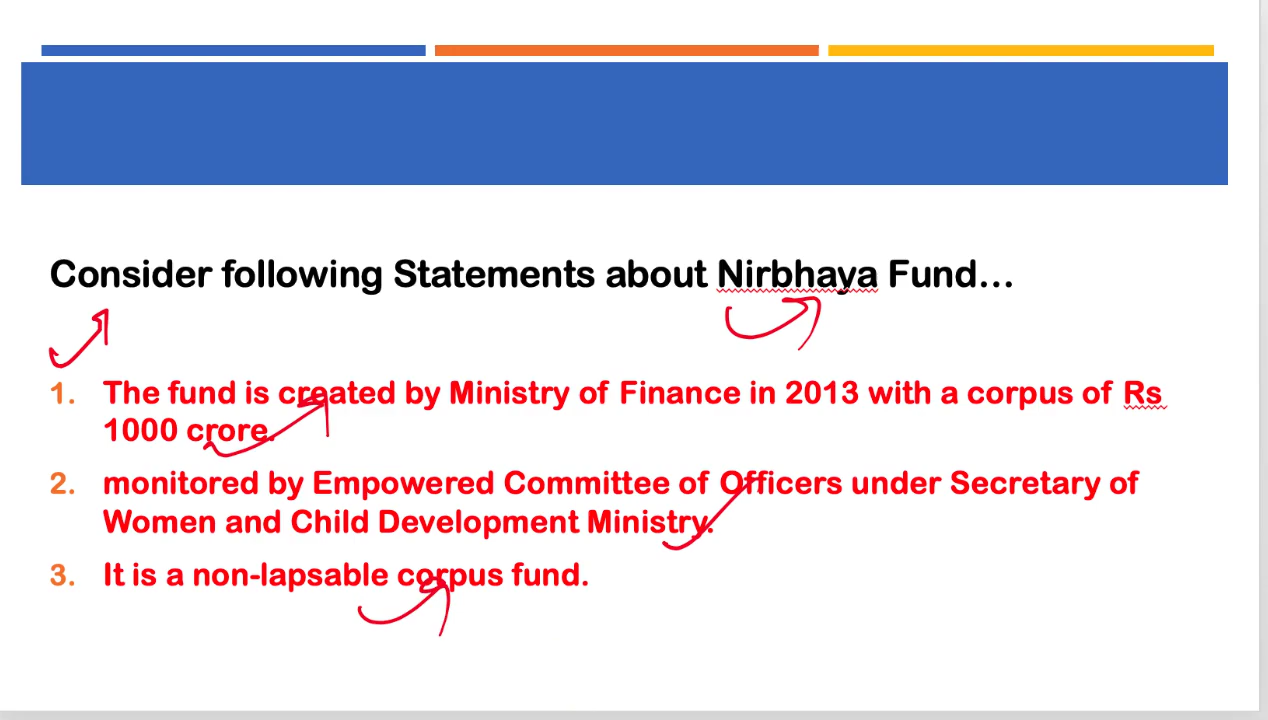 Consider following Statements about Nirbhaya Fund...
1. The fund is created by Ministry of Finance in 2013 with a corpus of Rs
1000 crore.
2. monitored by Empowered Committee of Officers under Secretary of
Women and Child Development Ministry.
3. It is a non-lapsable corpus fund.